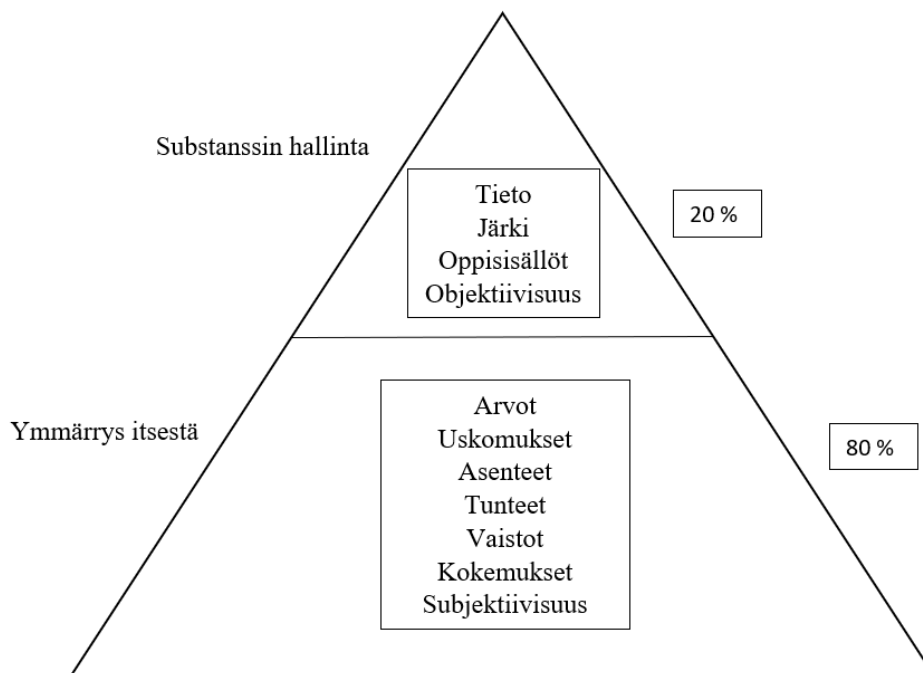 Substanssin hallinta
Tieto
Järki
Oppisisällöt
Objektiivisuus
20 %
Ymmärrys itsestä
Arvot
Uskomukset
Asenteet
Tunteet
Vaistot
Kokemukset
Subjektiivisuus
80 %